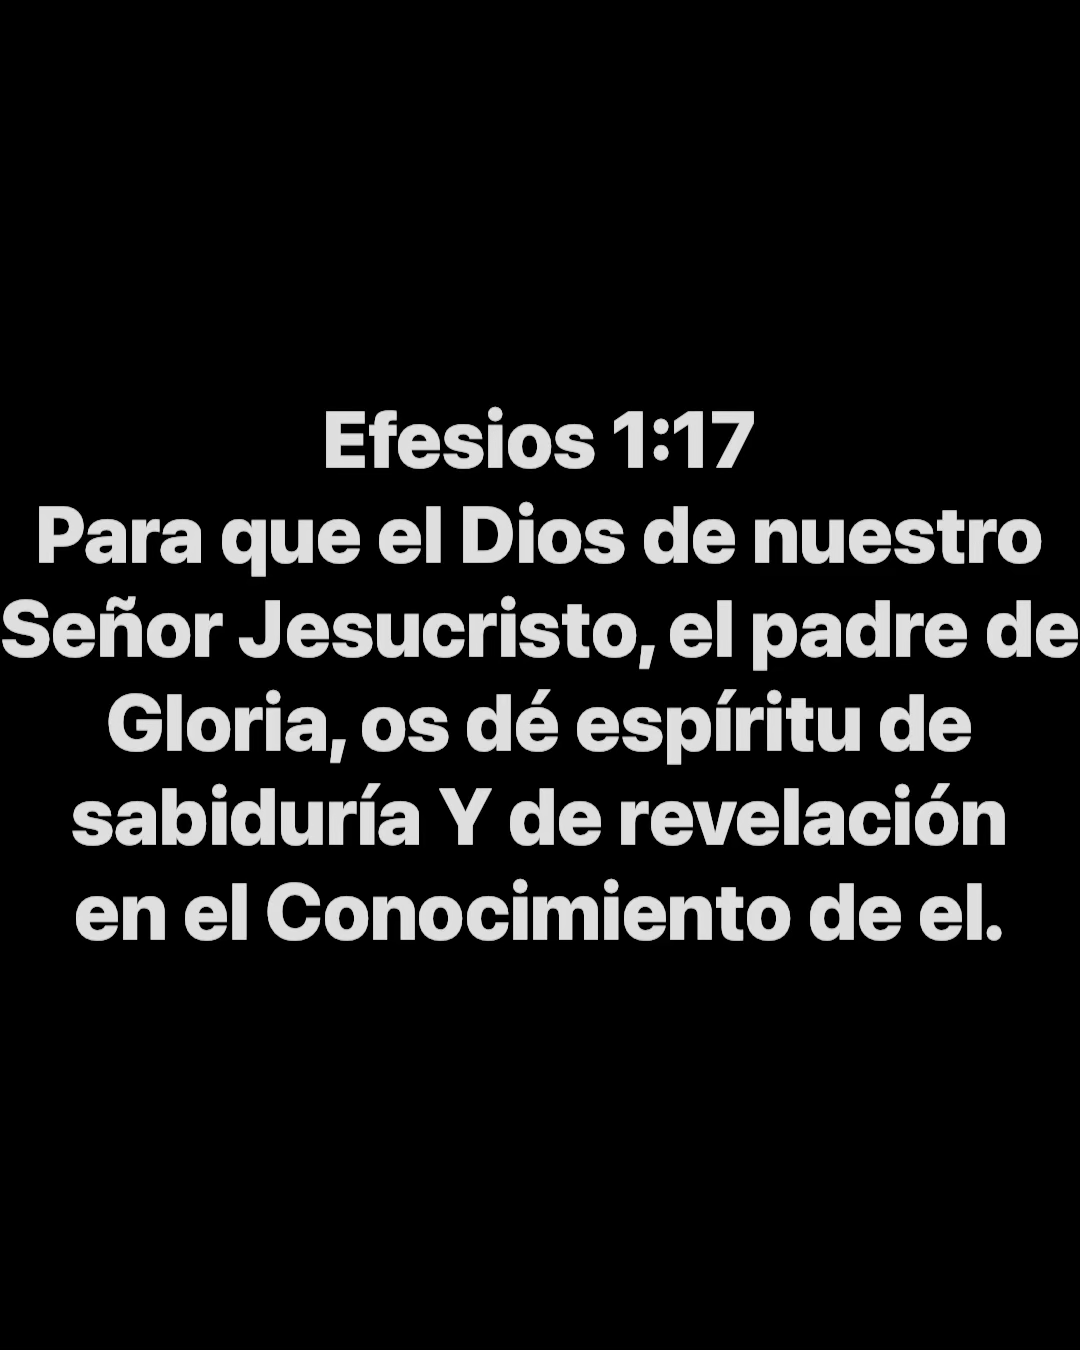 Efesios 1:17
Para que el Dios de nuestro
Señor Jesucristo, el padre de
Gloria, os dé espíritu de
sabiduría Y de revelación
en el Conocimiento de el.